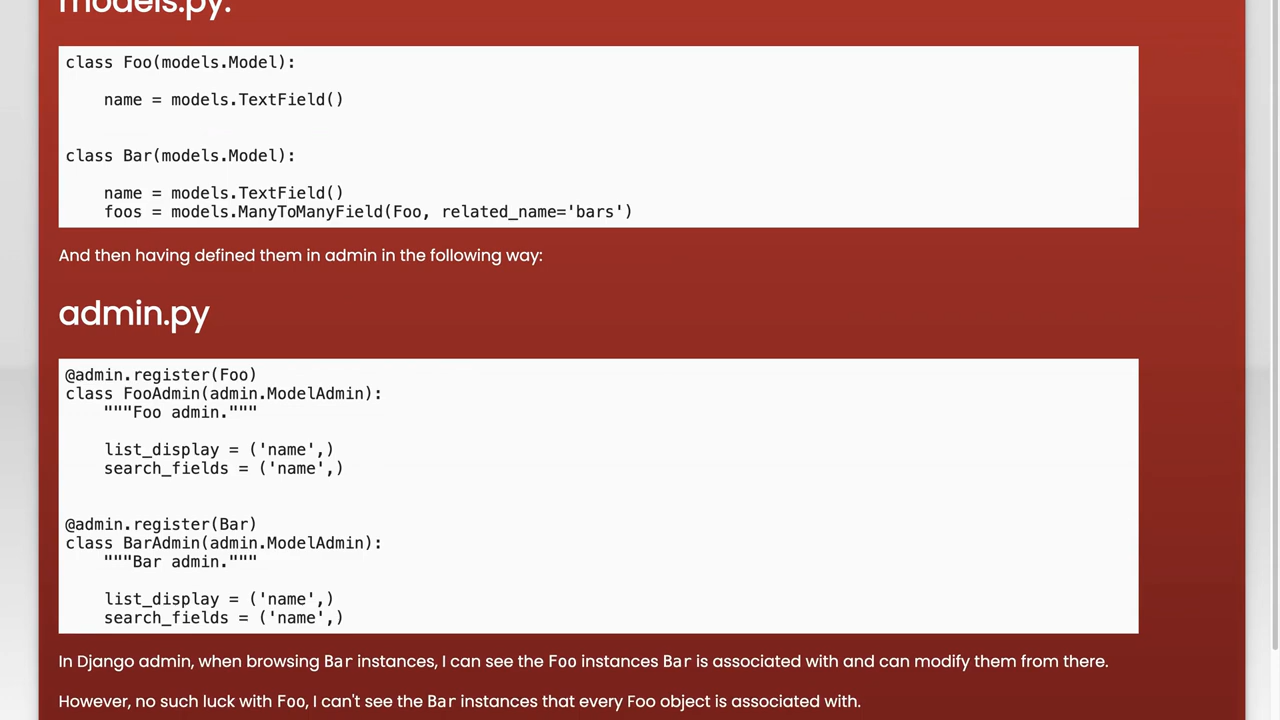 models.py:
class Foo(models.Model):
    name = models.TextField()
class Bar(models.Model):
    name = models.TextField()
    foos = models.ManyToManyField(Foo, related_name='bars')
And then having defined them in admin in the following way:
admin.py
@admin.register(Foo)
class FooAdmin(admin.ModelAdmin):
    """Foo admin."""
    list_display = ('name',)
    search_fields = ('name',)
@admin.register(Bar)
class BarAdmin(admin.ModelAdmin):
    """Bar admin."""
    list_display = ('name',)
    search_fields = ('name',)
In Django admin, when browsing Bar instances, I can see the Foo instances Bar is associated with and can modify them from there.
However, no such luck with Foo, I can't see the Bar instances that every Foo object is associated with.